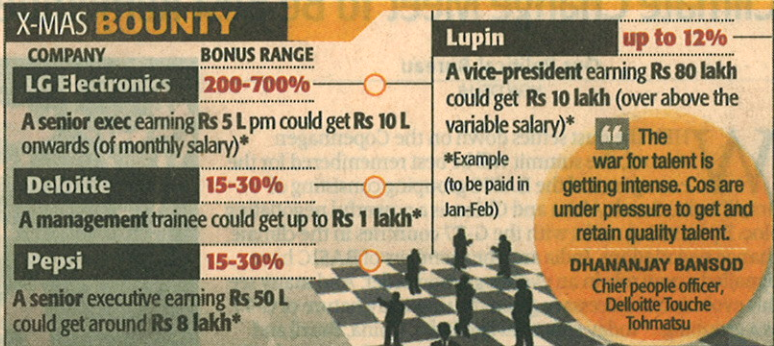 X-MAS BOUNTY
COMPANY BONUS RANGE
LG Electronics 200-700%
A senior exec earning Rs 5 L pm could get Rs 10 L
onwards (of monthly salary)*
Deloitte 15-30%
A management trainee could get up to Rs 1 lakh*
Pepsi 15-30%
A senior executive earning Rs 50 L
could get around Rs 8 lakh*
Lupin up to 12%
A vice-president earning Rs 80 lakh
could get Rs 10 lakh (over above the
variable salary)*
*Example
(to be paid in
Jan-Feb)
“ The
war for talent is
getting intense. Cos are
under pressure to get and
retain quality talent.
DHANANJAY BANSOD
Chief people officer,
Delloitte Touche
Tohmatsu